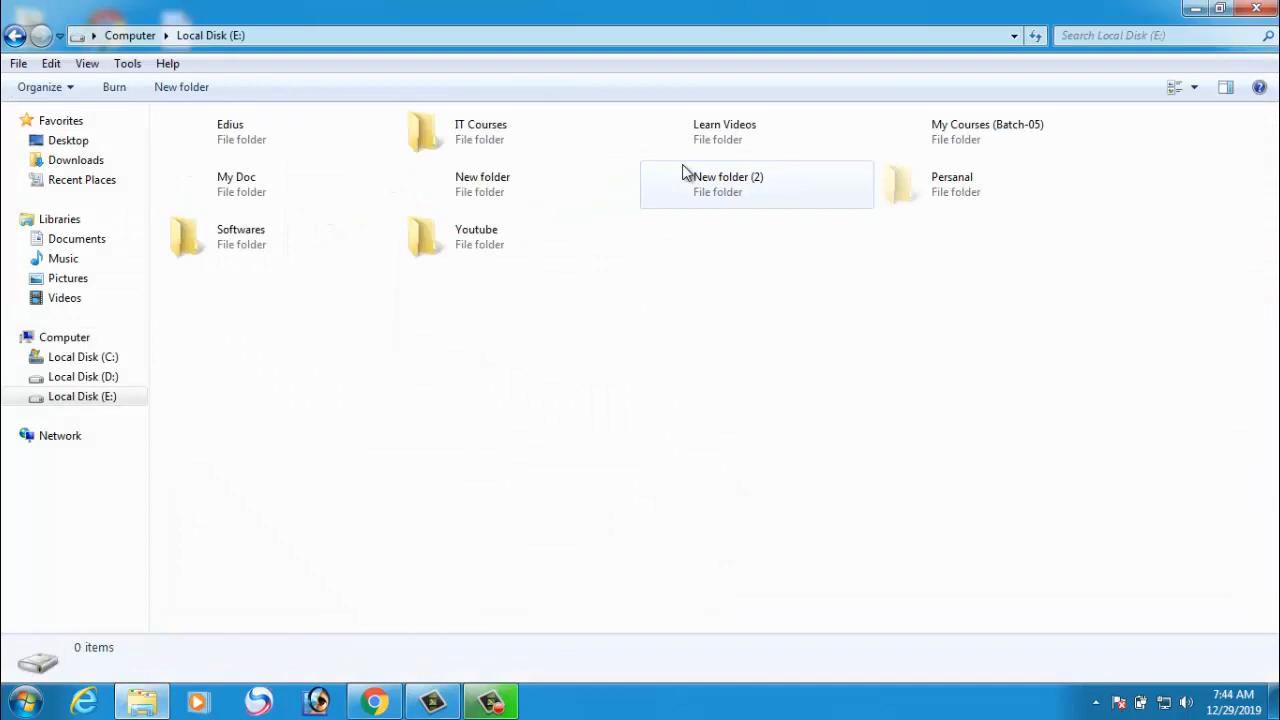 Computer Local Disk (E:) Search Local Disk (E:)
File Edit View Tools Help
Organize Burn New folder
Favorites
Desktop
Downloads
Recent Places
Libraries
Documents
Music
Pictures
Videos
Computer
Local Disk (C:)
Local Disk (D:)
Local Disk (E:)
Network
Edius
File folder
IT Courses
File folder
Learn Videos
File folder
My Courses (Batch-05)
File folder
My Doc
File folder
New folder
File folder
New folder (2)
File folder
Persanal
File folder
Softwares
File folder
Youtube
File folder
0 items
7:44 AM
12/29/2019